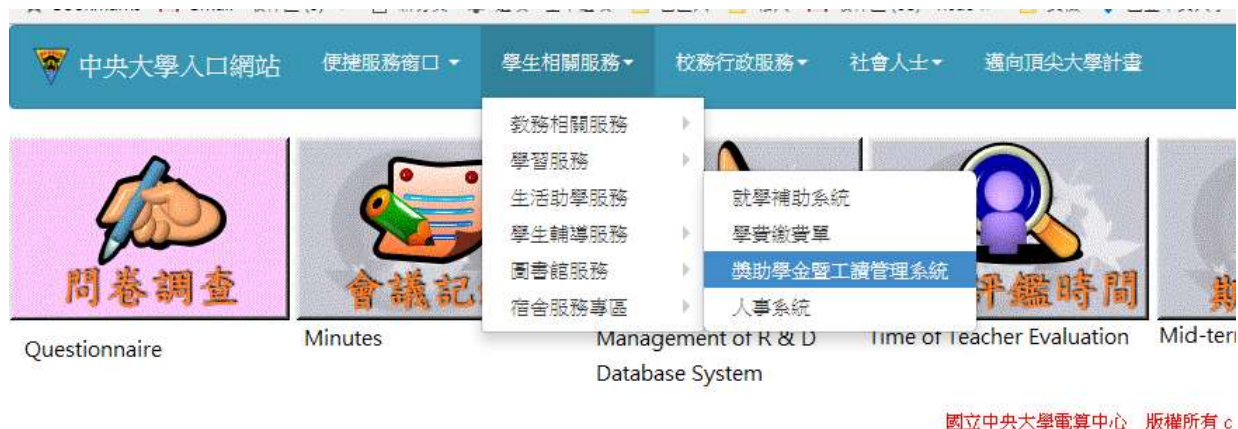 中央大學入口網站 便捷服務窗口 學生相關服務 校務行政服務 社會人士 邁向頂尖大學計畫
教務相關服務
學習服務
生活助學服務
學生輔導服務
圖書館服務
宿舍服務專區
就學補助系統
學費繳費單
獎助學金暨工讀管理系統
人事系統
問卷調查
會議記
評鑑時間
期
Questionnaire
Minutes
Management of R & D
Database System
Time of Teacher Evaluation
Mid-ter
國立中央大學電算中心 版權所有 c